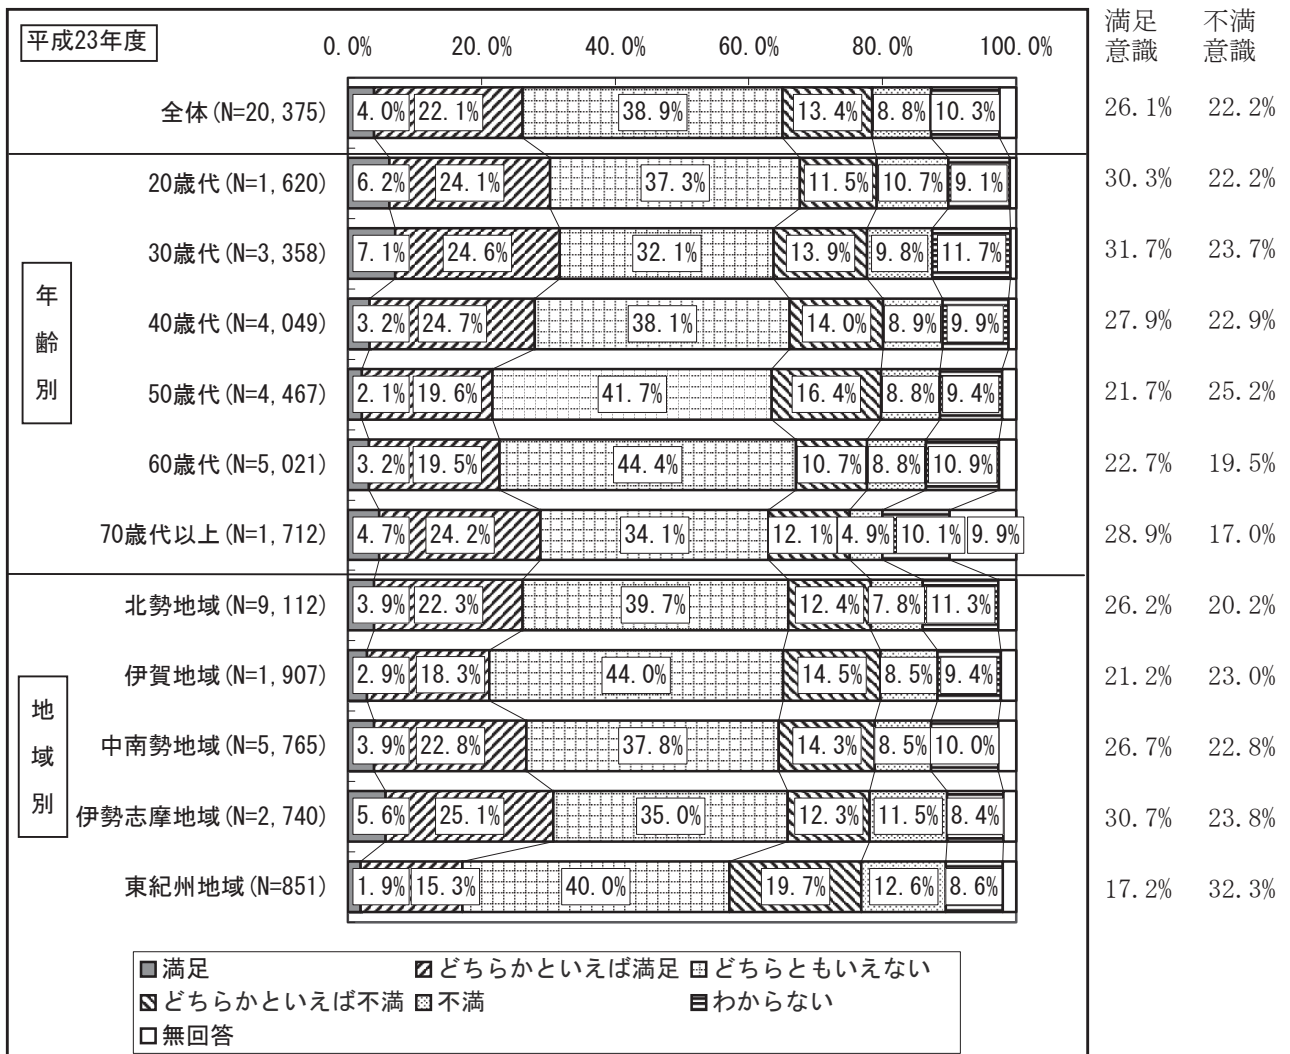 平成23年度
0.0% 20.0% 40.0% 60.0% 80.0% 100.0%
満足意識 不満意識
全体(N=20,375) 4.0% 22.1% 38.9% 13.4% 8.8% 10.3% 26.1% 22.2%
年齢別
20歳代(N=1,620) 6.2% 24.1% 37.3% 11.5% 10.7% 9.1% 30.3% 22.2%
30歳代(N=3,358) 7.1% 24.6% 32.1% 13.9% 9.8% 11.7% 31.7% 23.7%
40歳代(N=4,049) 3.2% 24.7% 38.1% 14.0% 8.9% 9.9% 27.9% 22.9%
50歳代(N=4,467) 2.1% 19.6% 41.7% 16.4% 8.8% 9.4% 21.7% 25.2%
60歳代(N=5,021) 3.2% 19.5% 44.4% 10.7% 8.8% 10.9% 22.7% 19.5%
70歳代以上(N=1,712) 4.7% 24.2% 34.1% 12.1% 4.9% 10.1% 9.9% 28.9% 17.0%
地域別
北勢地域(N=9,112) 3.9% 22.3% 39.7% 12.4% 7.8% 11.3% 26.2% 20.2%
伊賀地域(N=1,907) 2.9% 18.3% 44.0% 14.5% 8.5% 9.4% 21.2% 23.0%
中南勢地域(N=5,765) 3.9% 22.8% 37.8% 14.3% 8.5% 10.0% 26.7% 22.8%
伊勢志摩地域(N=2,740) 5.6% 25.1% 35.0% 12.3% 11.5% 8.4% 30.7% 23.8%
東紀州地域(N=851) 1.9% 15.3% 40.0% 19.7% 12.6% 8.6% 17.2% 32.3%
満足 どちらかといえば満足 どちらともいえない
どちらかといえば不満 不満 わからない
無回答